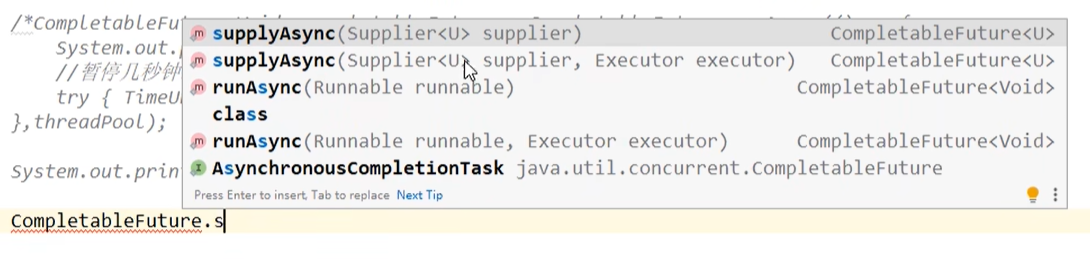 /*CompletableFutu
supplyAsync(Supplier<U> supplier) CompletableFuture<U>
System.out.
supplyAsync(Supplier<U> supplier, Executor executor) CompletableFuture<U>
//暂停几秒钟
runAsync(Runnable runnable) CompletableFuture<Void>
try { TimeU
class
},threadPool);
runAsync(Runnable runnable, Executor executor) CompletableFuture<Void>
System.out.prin
AsynchronousCompletionTask java.util.concurrent.CompletableFuture
Press Enter to insert, Tab to replace Next Tip
CompletableFuture.s